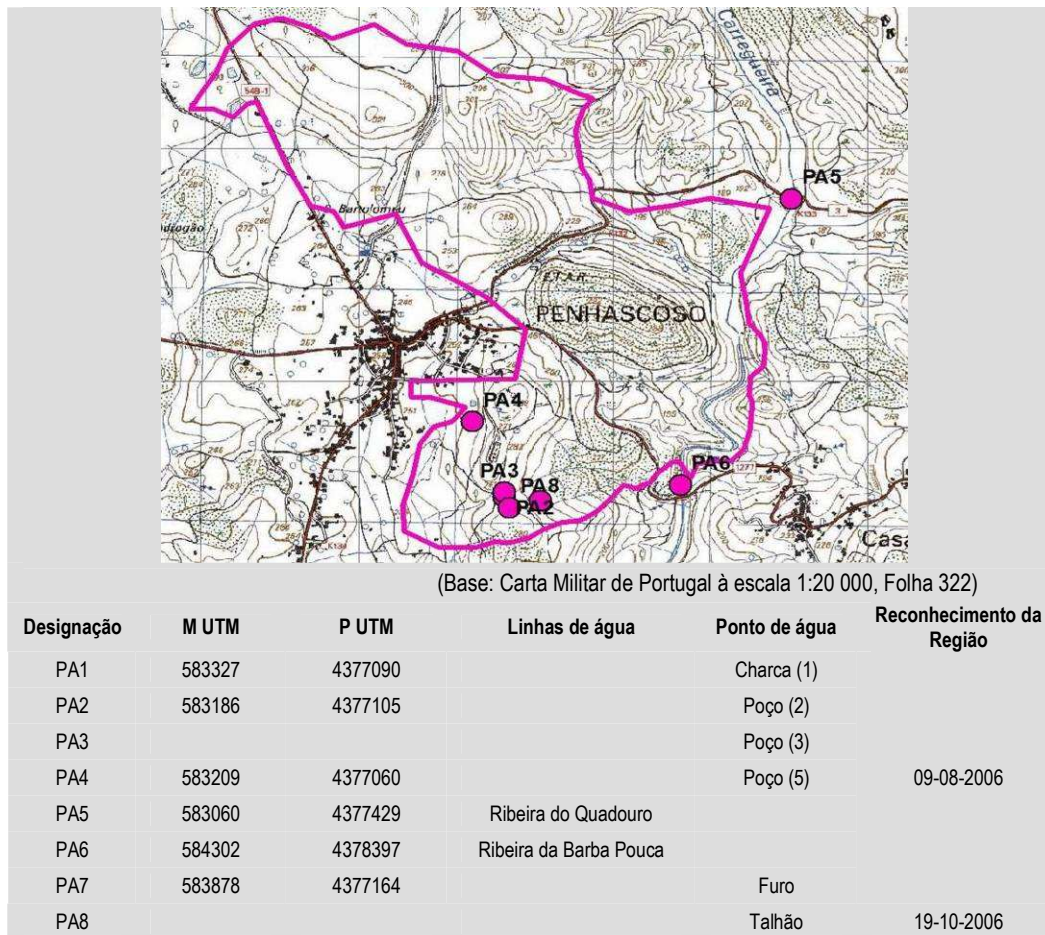 Carregueira
548-1
PA5
Bartolomeu
E.T.A.R.
PENHASCOSO
PA4
PA3
PA8
PA2
PA6
Casa
(Base: Carta Militar de Portugal à escala 1:20 000, Folha 322)
Designação M UTM P UTM Linhas de água Ponto de água Reconhecimento da
Região
PA1 583327 4377090 Charca (1)
PA2 583186 4377105 Poço (2)
PA3 Poço (3)
PA4 583209 4377060 Poço (5) 09-08-2006
PA5 583060 4377429 Ribeira do Quadouro
PA6 584302 4378397 Ribeira da Barba Pouca
PA7 583878 4377164 Furo
PA8 Talhão 19-10-2006